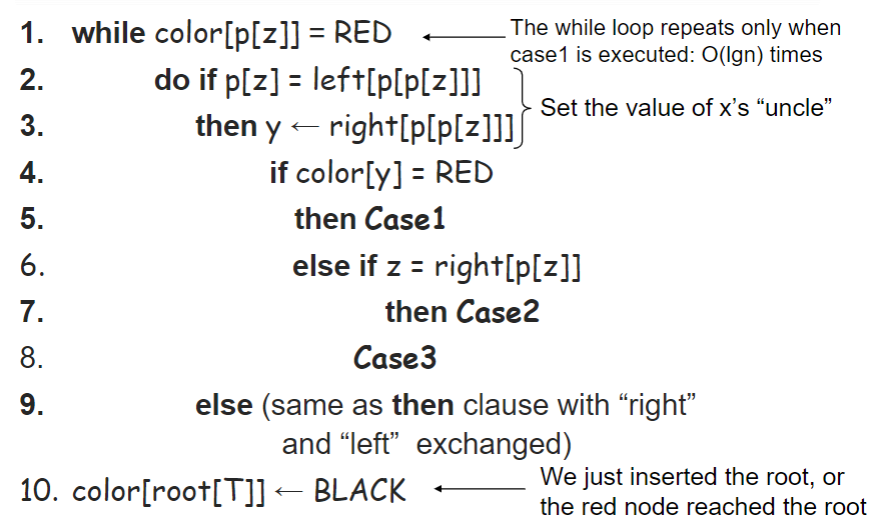 1. while color[p[z]] = RED
The while loop repeats only when
case1 is executed: O(lgn) times
2. do if p[z] = left[p[p[z]]]
3. then y ← right[p[p[z]]]
Set the value of x’s “uncle”
4. if color[y] = RED
5. then Case1
6. else if z = right[p[z]]
7. then Case2
8. Case3
9. else (same as then clause with “right”
and “left” exchanged)
10. color[root[T]] ← BLACK
We just inserted the root, or
the red node reached the root